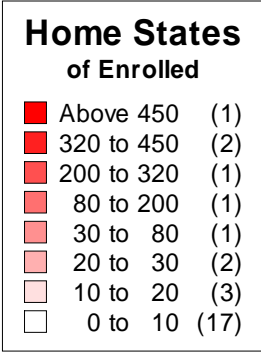 Home States
of Enrolled
Above 450 (1)
320 to 450 (2)
200 to 320 (1)
80 to 200 (1)
30 to 80 (1)
20 to 30 (2)
10 to 20 (3)
0 to 10 (17)